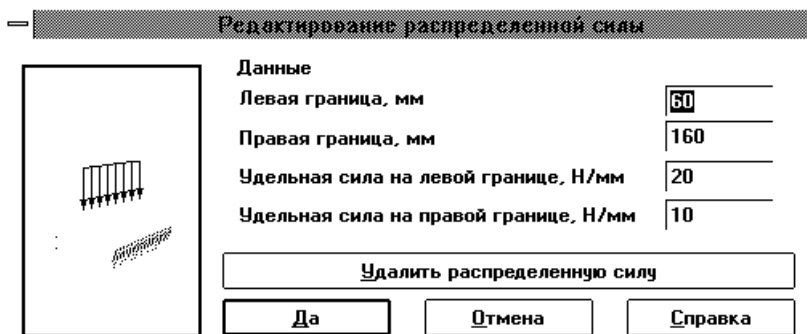 Редактирование распределенной силы
Данные
Левая граница, мм 60
Правая граница, мм 160
Удельная сила на левой границе, Н/мм 20
Удельная сила на правой границе, Н/мм 10
Удалить распределенную силу
Да Отмена Справка